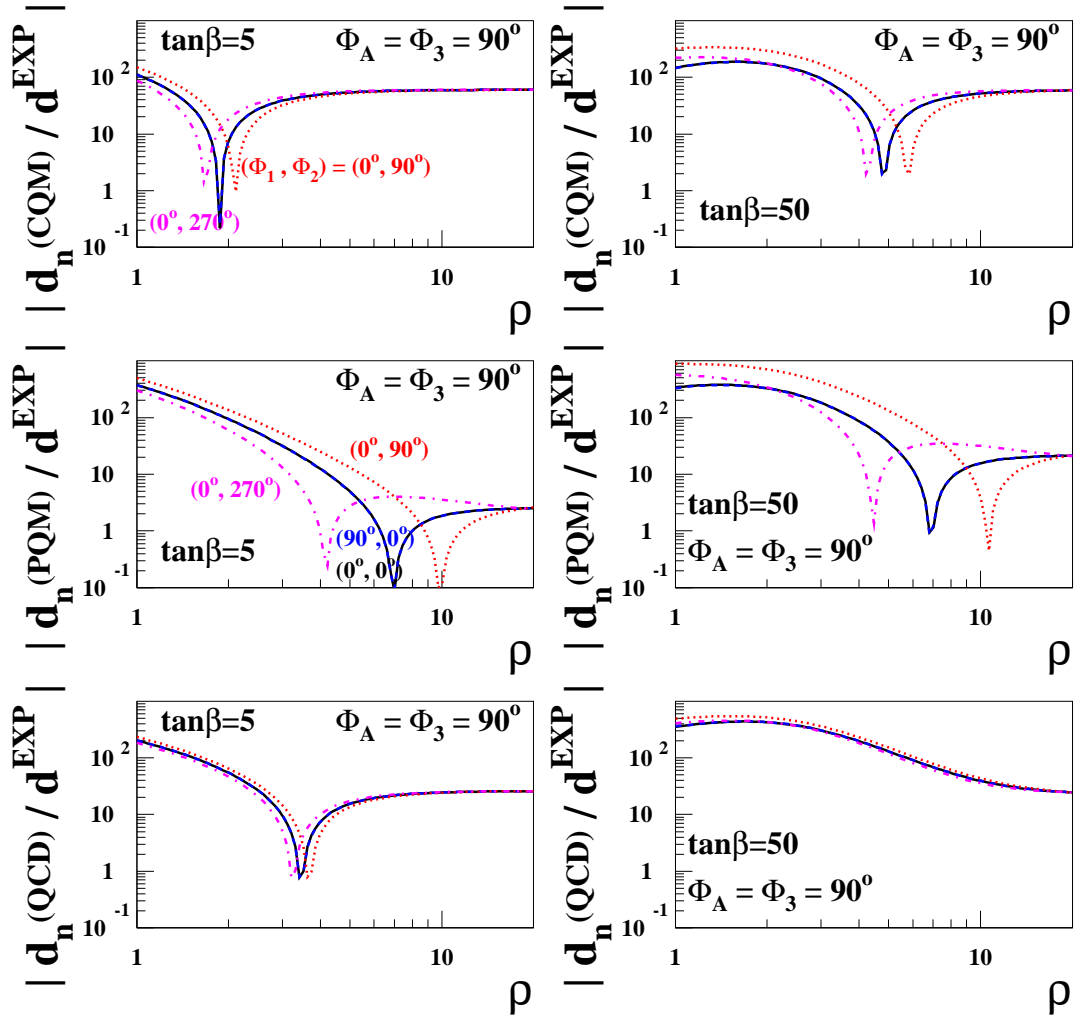 | d_n (CQM) / d^EXP |
tanβ=5
Φ_A = Φ_3 = 90°
10^2
10
1
10^-1
(Φ_1 , Φ_2) = (0°, 90°)
(0°, 270°)
1
10
ρ
| d_n (CQM) / d^EXP |
Φ_A = Φ_3 = 90°
10^2
10
1
10^-1
tanβ=50
1
10
ρ
| d_n (PQM) / d^EXP |
Φ_A = Φ_3 = 90°
10^2
10
1
10^-1
(0°, 90°)
(0°, 270°)
(90°, 0°)
(0°, 0°)
tanβ=5
1
10
ρ
| d_n (PQM) / d^EXP |
10^2
10
1
10^-1
tanβ=50
Φ_A = Φ_3 = 90°
1
10
ρ
| d_n (QCD) / d^EXP |
tanβ=5
Φ_A = Φ_3 = 90°
10^2
10
1
10^-1
1
10
ρ
| d_n (QCD) / d^EXP |
10^2
10
1
10^-1
tanβ=50
Φ_A = Φ_3 = 90°
1
10
ρ